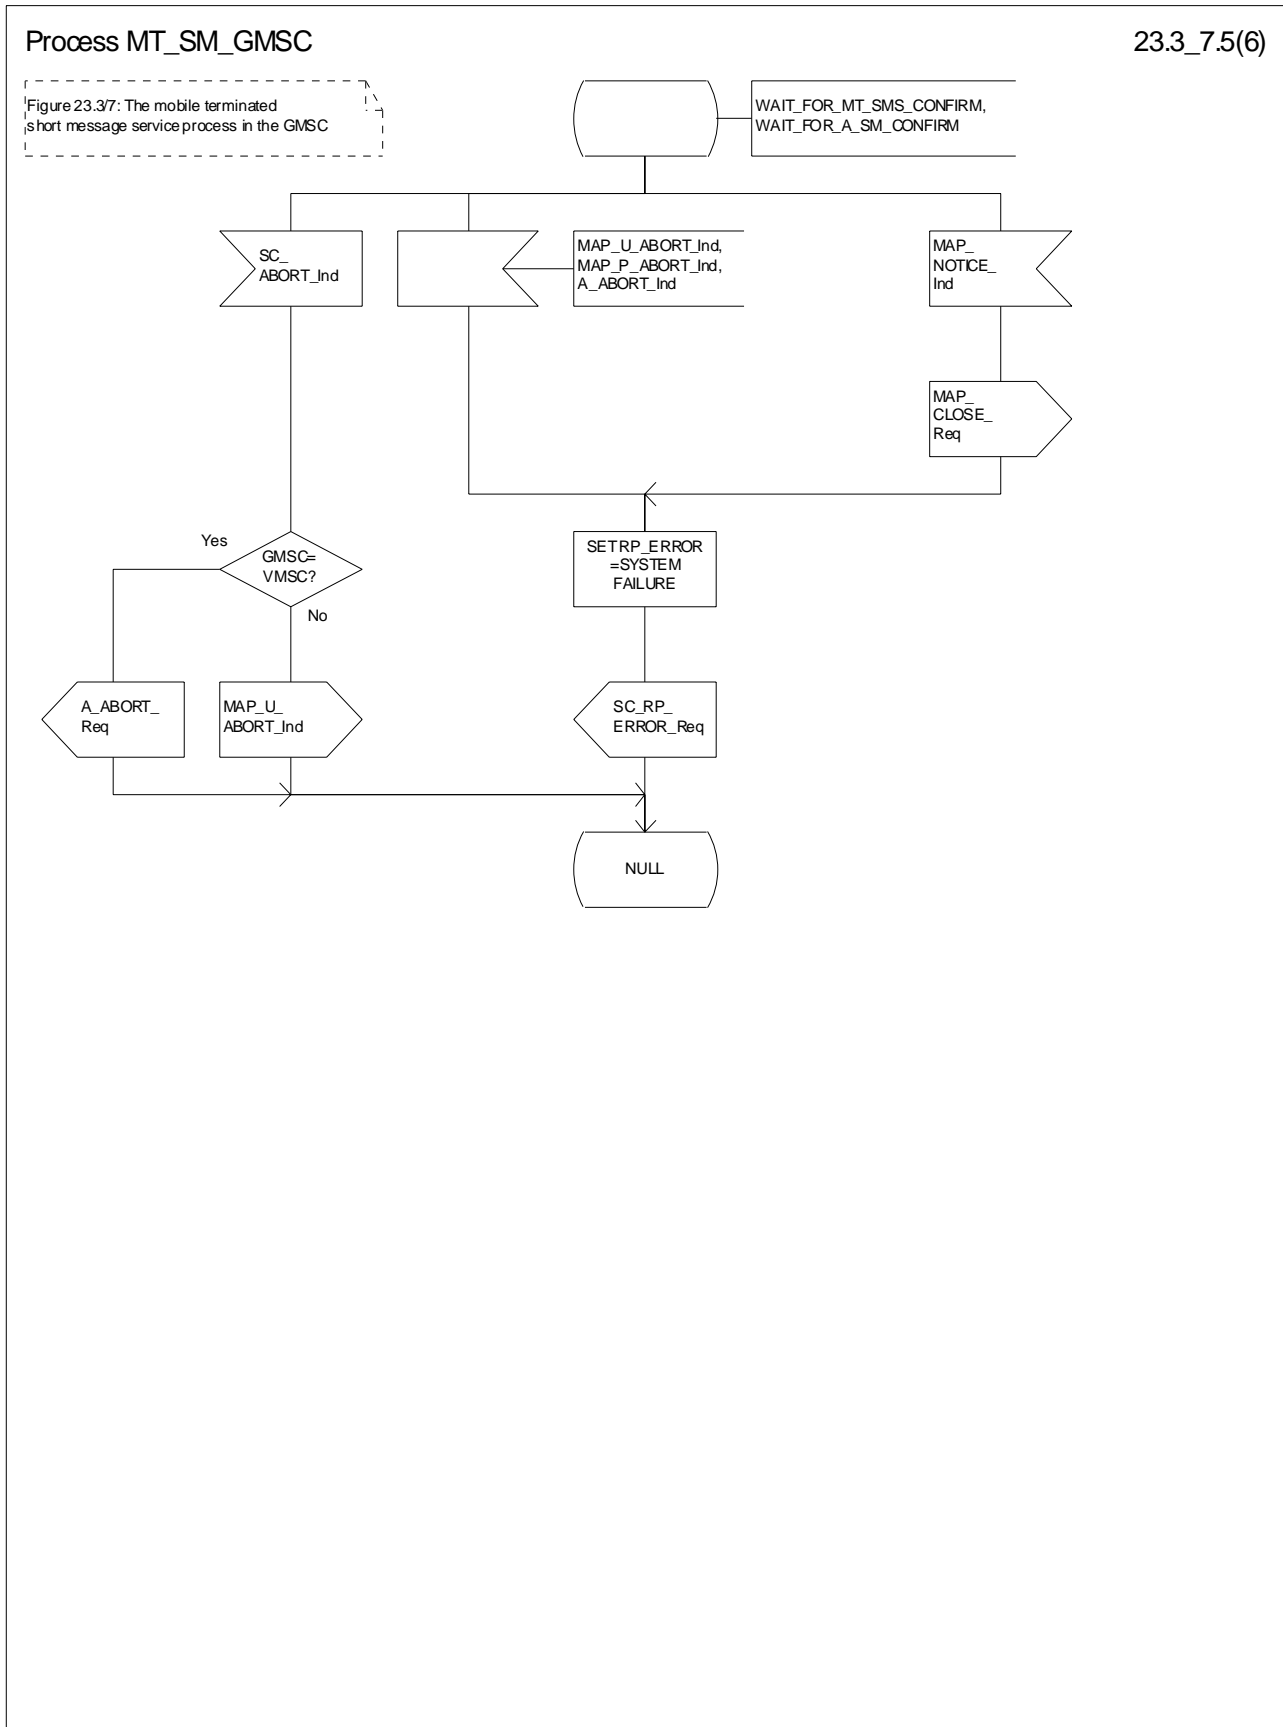 Process MT_SM_GMSC
23.3_7.5(6)
Figure 23.3/7: The mobile terminated
short message service process in the GMSC
WAIT_FOR_MT_SMS_CONFIRM,
WAIT_FOR_A_SM_CONFIRM
SC_
ABORT_Ind
MAP_U_ABORT_Ind,
MAP_P_ABORT_Ind,
A_ABORT_Ind
MAP_
NOTICE_
Ind
MAP_
CLOSE_
Req
Yes
GMSC=
VMSC?
No
SETRP_ERROR
=SYSTEM
FAILURE
A_ABORT_
Req
MAP_U_
ABORT_Ind
SC_RP_
ERROR_Req
NULL